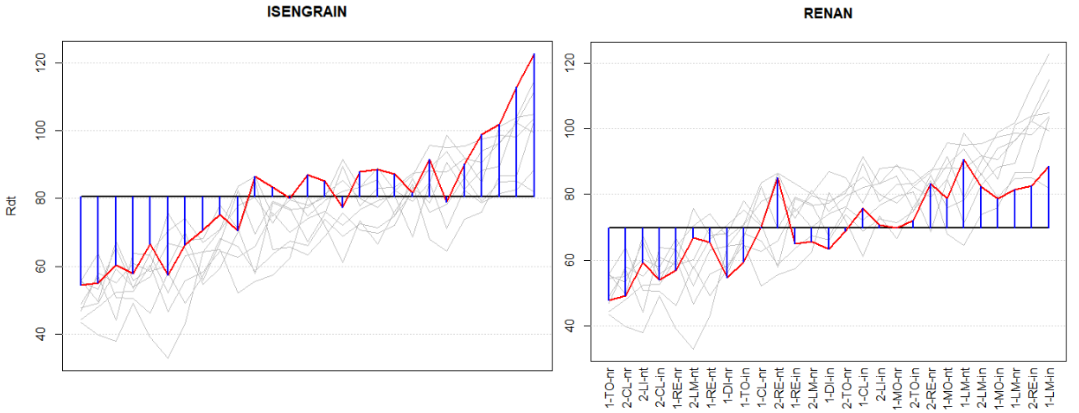 ISENGRAIN
RENAN
Rdt
120
100
80
60
40
120
100
80
60
40
1-TO-nr
2-CL-nr
2-LI-nt
2-CL-in
1-RE-nr
2-LM-nt
1-RE-nt
1-DI-nr
1-TO-in
1-CL-nr
2-RE-nt
1-RE-in
2-LM-nr
1-DI-in
2-TO-nr
1-CL-in
2-LI-in
1-MO-nr
2-TO-in
2-RE-nr
1-MO-nt
1-LM-nt
2-LM-in
1-MO-in
1-LM-nr
2-RE-in
1-LM-in